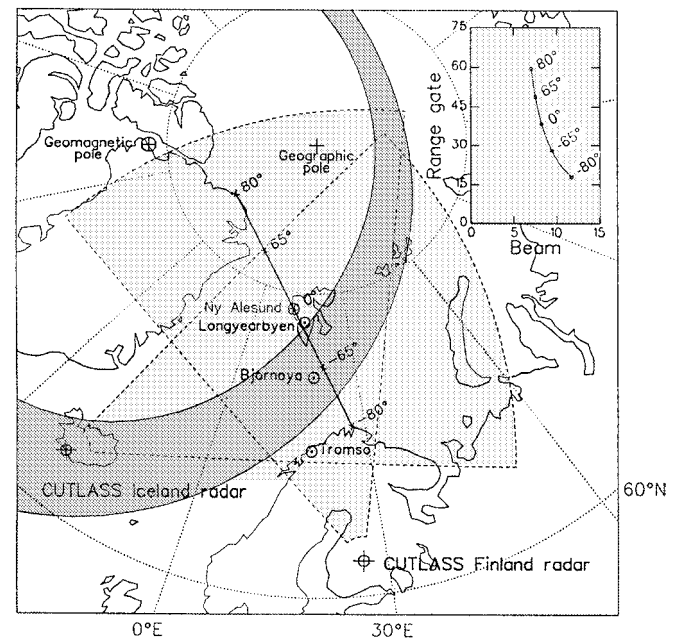 75
60
45
30
15
0
Range gate
80°
65°
0°
-65°
-80°
0
5
10
15
Beam
Geomagnetic
pole
Geographic
pole
80°
65°
0°
Ny Alesund
Longyearbyen
-65°
Bjornoya
-80°
Tromso
CUTLASS Iceland radar
60°N
CUTLASS Finland radar
0°E
30°E